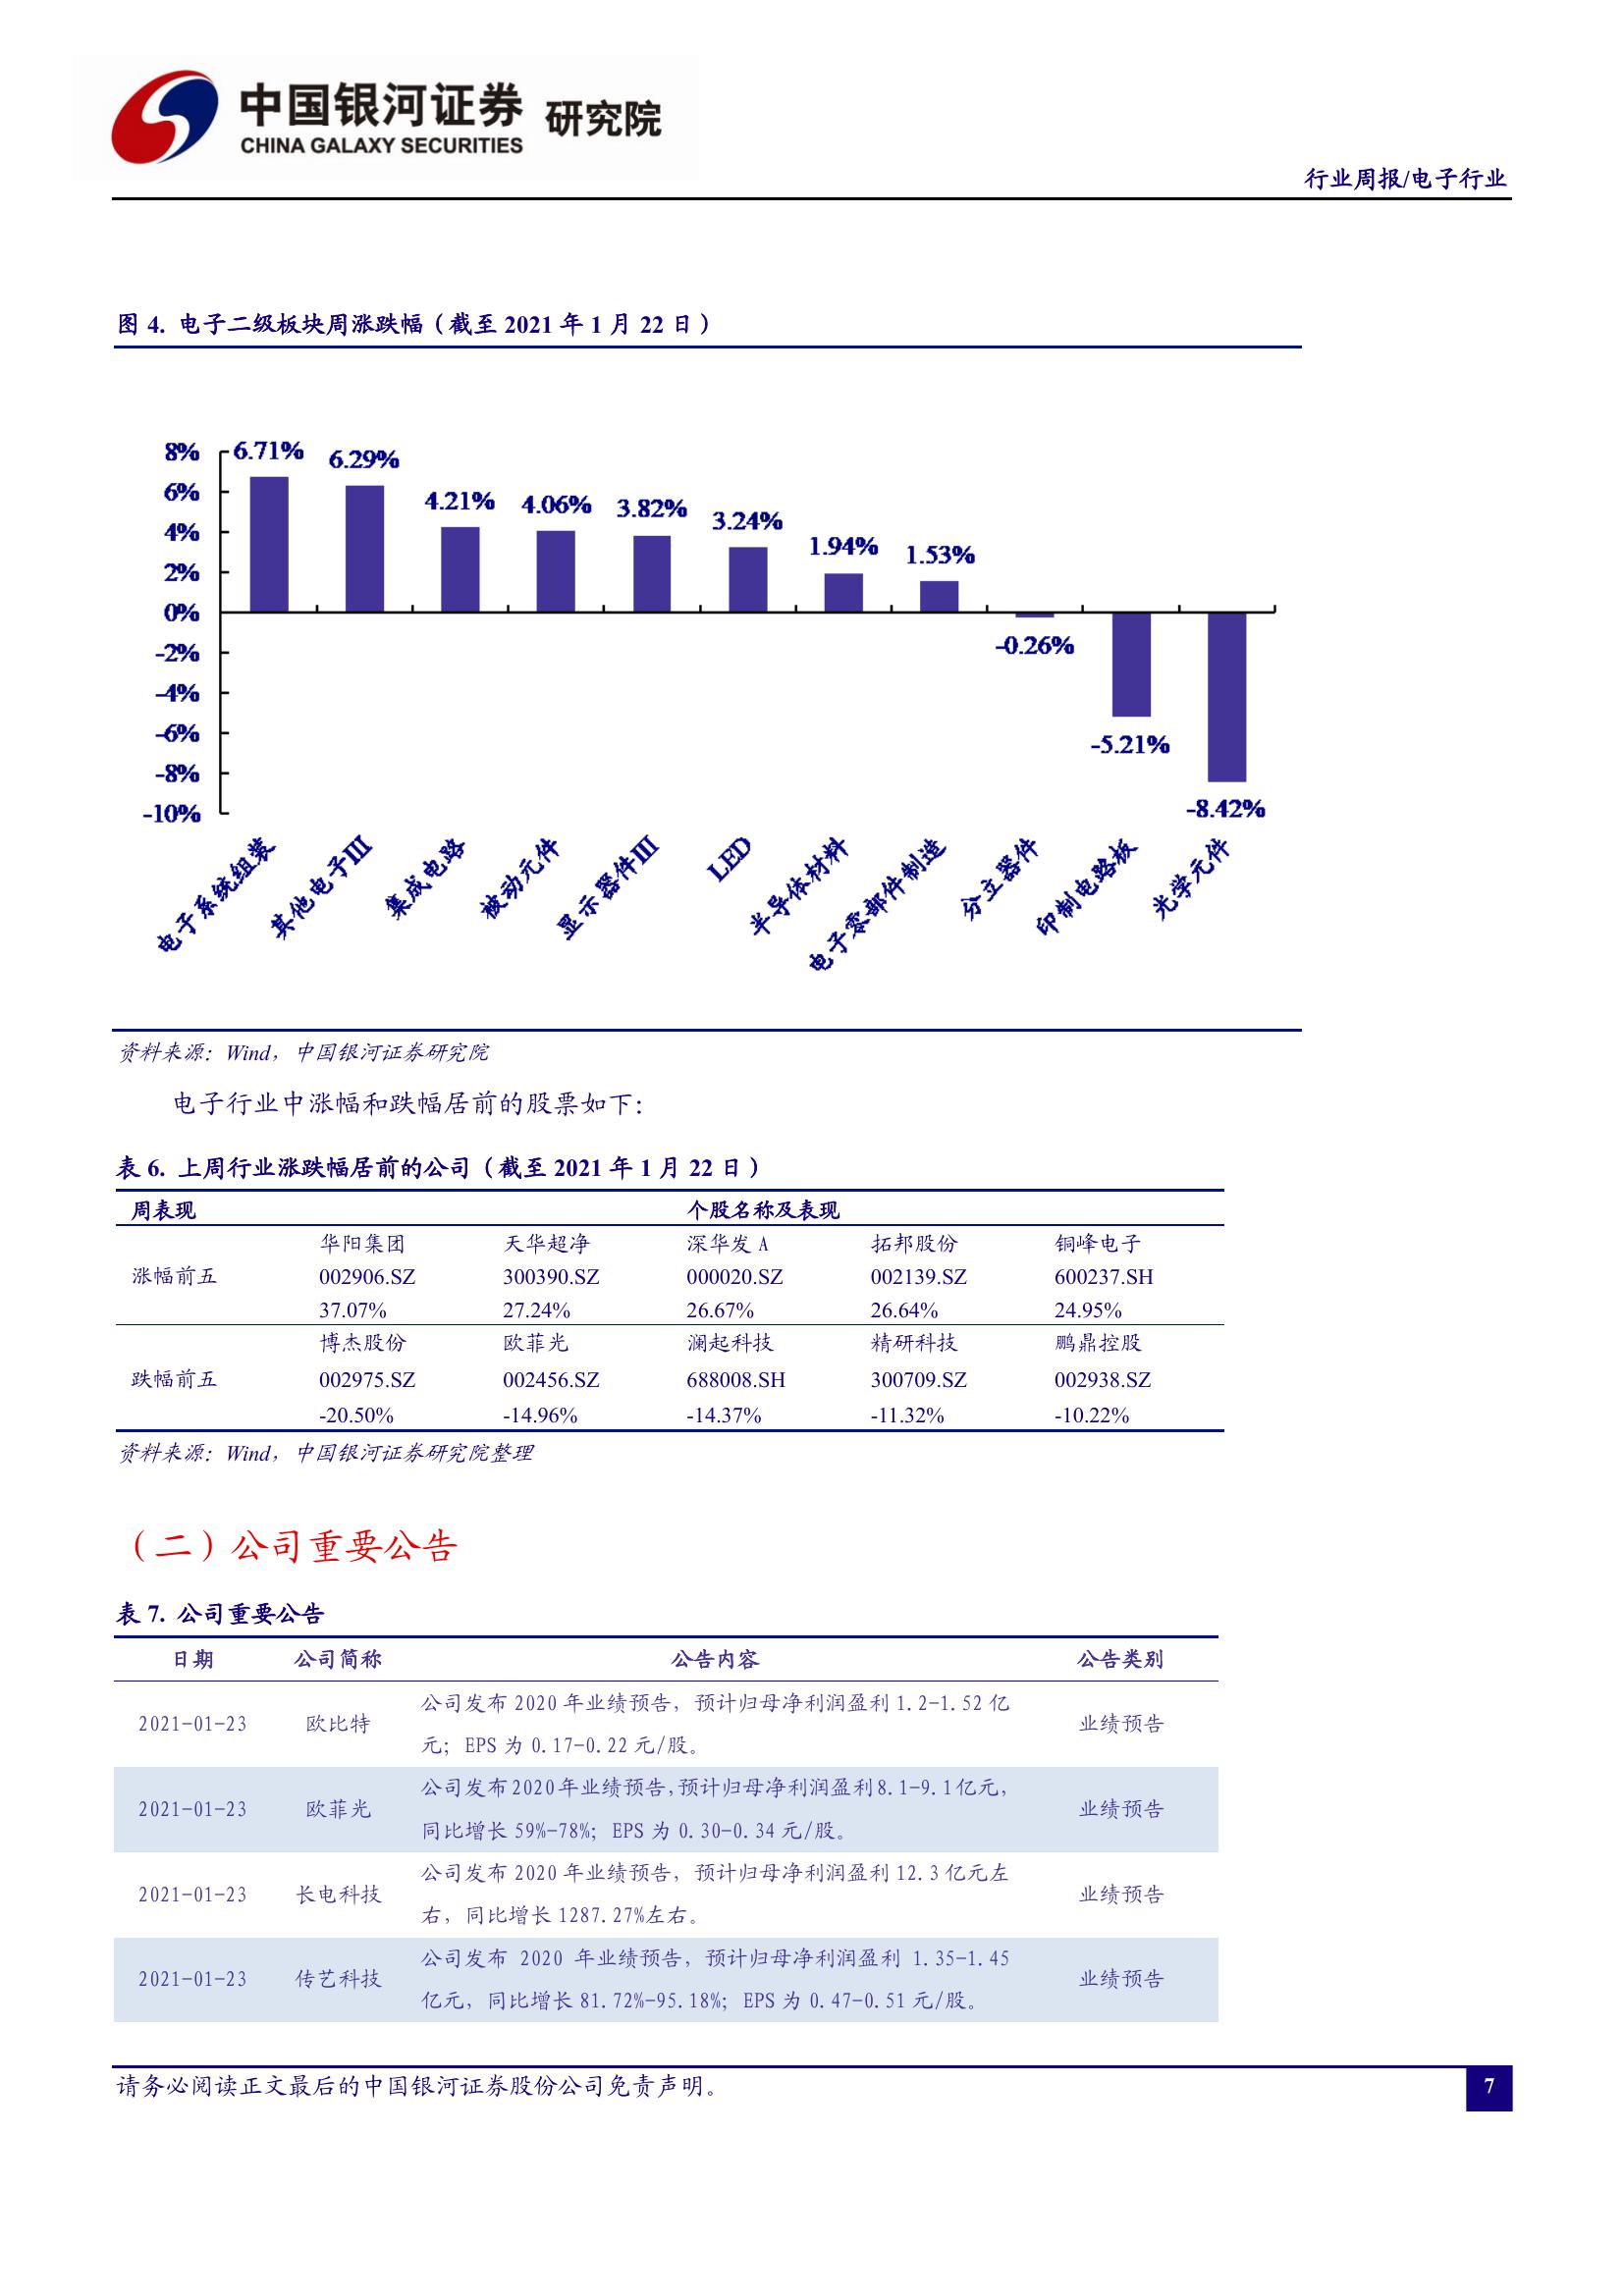 中国银河证券 研究院
CHINA GALAXY SECURITIES
行业周报/电子行业
图 4. 电子二级板块周涨跌幅（截至 2021 年 1 月 22 日）
8%
6%
4%
2%
0%
-2%
-4%
-6%
-8%
-10%
6.71%
6.29%
4.21%
4.06%
3.82%
3.24%
1.94%
1.53%
-0.26%
-5.21%
-8.42%
电子系统组装
其他电子III
集成电路
被动元件
显示器件III
LED
半导体材料
电子零部件制造
分立器件
印制电路板
光学元件
资料来源：Wind，中国银河证券研究院
电子行业中涨幅和跌幅居前的股票如下：
表 6. 上周行业涨跌幅居前的公司（截至 2021 年 1 月 22 日）
周表现 个股名称及表现
华阳集团 天华超净 深华发 A 拓邦股份 铜峰电子
涨幅前五 002906.SZ 300390.SZ 000020.SZ 002139.SZ 600237.SH
37.07% 27.24% 26.67% 26.64% 24.95%
博杰股份 欧菲光 澜起科技 精研科技 鹏鼎控股
跌幅前五 002975.SZ 002456.SZ 688008.SH 300709.SZ 002938.SZ
-20.50% -14.96% -14.37% -11.32% -10.22%
资料来源：Wind，中国银河证券研究院整理
（二）公司重要公告
表 7. 公司重要公告
日期 公司简称 公告内容 公告类别
2021-01-23 欧比特 公司发布 2020 年业绩预告，预计归母净利润盈利 1.2-1.52 亿
元；EPS 为 0.17-0.22 元/股。 业绩预告
2021-01-23 欧菲光 公司发布2020年业绩预告，预计归母净利润盈利8.1-9.1亿元，
同比增长 59%-78%；EPS 为 0.30-0.34 元/股。 业绩预告
2021-01-23 长电科技 公司发布 2020 年业绩预告，预计归母净利润盈利 12.3 亿元左
右，同比增长 1287.27%左右。 业绩预告
2021-01-23 传艺科技 公司发布 2020 年业绩预告，预计归母净利润盈利 1.35-1.45
亿元，同比增长 81.72%-95.18%；EPS 为 0.47-0.51 元/股。 业绩预告
请务必阅读正文最后的中国银河证券股份公司免责声明。
7